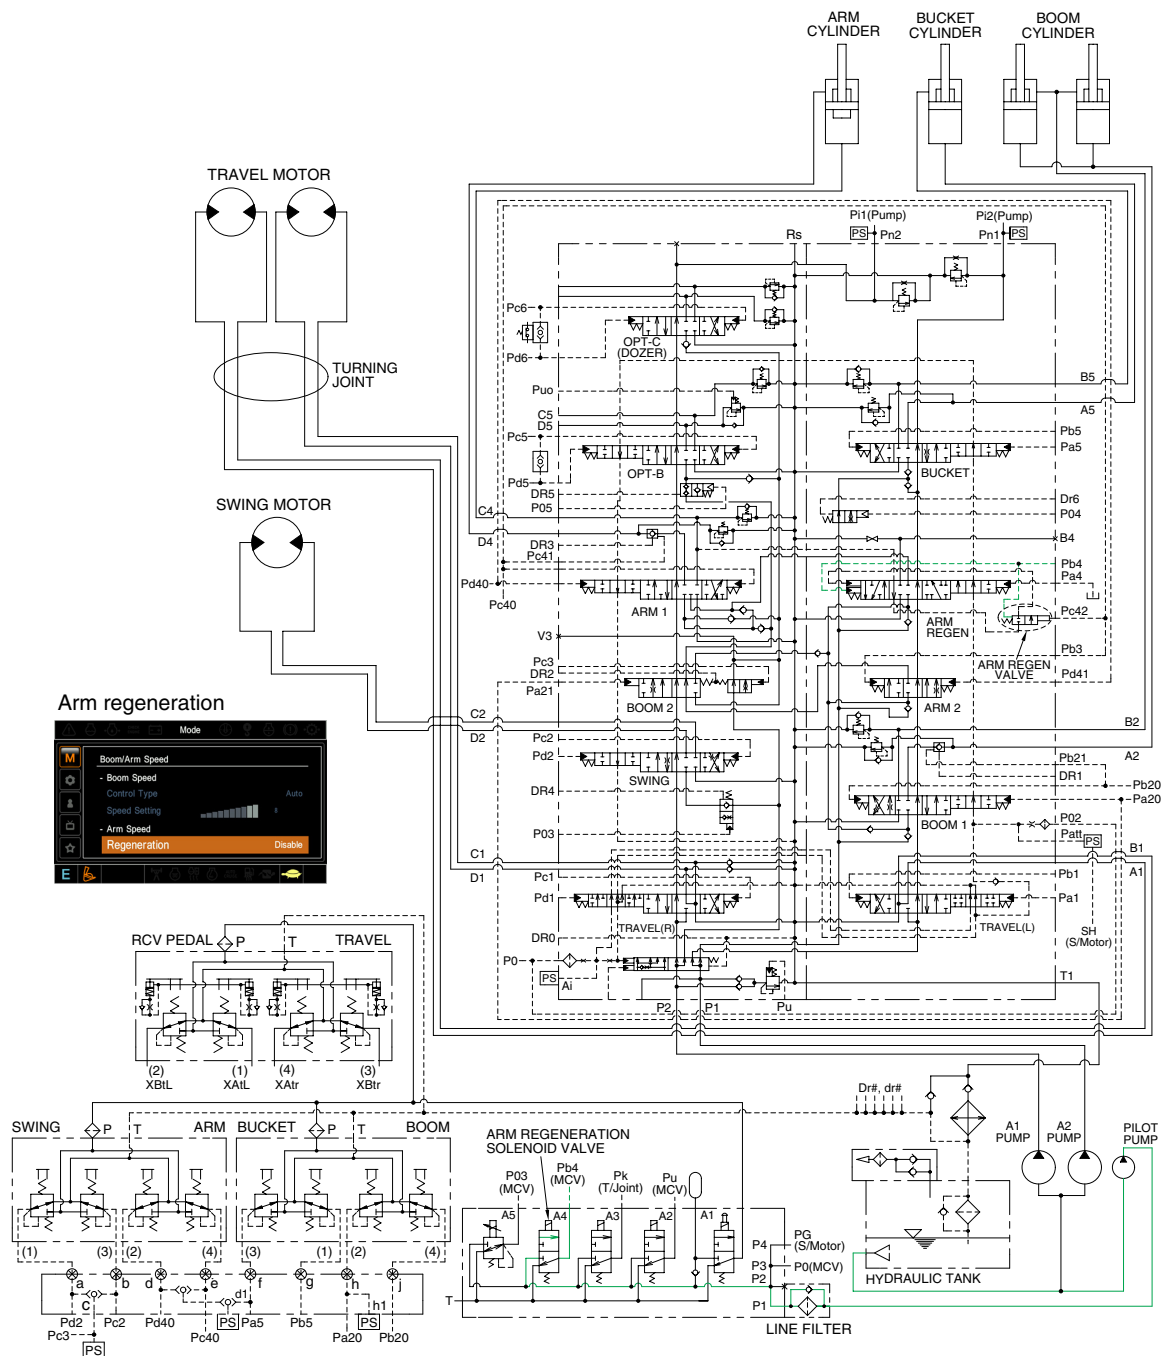 ARM
CYLINDER
BUCKET
CYLINDER
BOOM
CYLINDER
TRAVEL MOTOR
TURNING
JOINT
SWING MOTOR
Pi1(Pump)
Pi2(Pump)
PS
Pn2
Pn1
PS
Rs
Pc6
Pd6
OPT-C
(DOZER)
Puo
C5
D5
Pc5
Pd5
OPT-B
DR5
P05
C4
D4
DR3
Pc41
Pd40
Pc40
ARM 1
V3
Pc3
DR2
Pa21
BOOM 2
C2
D2
Pc2
Pd2
SWING
DR4
P03
C1
D1
Pc1
Pd1
TRAVEL(R)
DR0
P0
PS
Ai
P2
P1
Pu
B5
A5
Pb5
Pa5
BUCKET
Dr6
P04
B4
Pb4
Pa4
ARM
REGEN
Pc42
ARM REGEN
VALVE
Pb3
Pd41
ARM 2
B2
A2
Pb21
DR1
Pb20
Pa20
BOOM 1
P02
Patt
PS
B1
A1
Pb1
Pa1
TRAVEL(L)
SH
(S/Motor)
T1
Arm regeneration
Mode
M
Boom/Arm Speed
- Boom Speed
Control Type
Auto
Speed Setting
8
- Arm Speed
Regeneration
Disable
E
RCV PEDAL
P
T
TRAVEL
(2)
XBtL
(1)
XAtL
(4)
XAtr
(3)
XBtr
SWING
P
T
ARM
BUCKET
P
T
BOOM
(1)
(3)
(2)
(4)
(3)
(1)
(2)
(4)
a
b
d
e
f
g
h
j
c
d1
h1
Pd2
Pc2
Pd40
PS
Pa5
Pb5
PS
Pc3
PS
Pc40
Pa20
Pb20
ARM REGENERATION
SOLENOID VALVE
P03
(MCV)
Pb4
(MCV)
Pk
(T/Joint)
Pu
(MCV)
A5
A4
A3
A2
A1
T
P4
P3
P2
P1
PG
(S/Motor)
P0(MCV)
LINE FILTER
Dr#, dr#
A1
PUMP
A2
PUMP
PILOT
PUMP
HYDRAULIC TANK